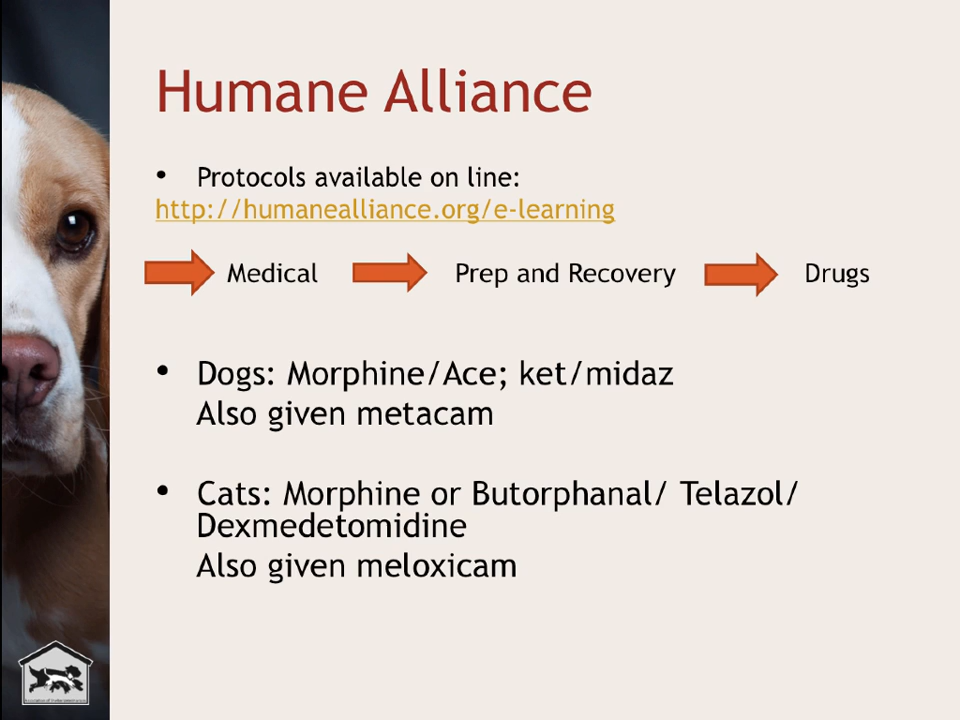 Humane Alliance
• Protocols available on line:
http://humanealliance.org/e-learning
Medical Prep and Recovery Drugs
• Dogs: Morphine/Ace; ket/midaz
Also given metacam
• Cats: Morphine or Butorphanal/ Telazol/
Dexmedetomidine
Also given meloxicam